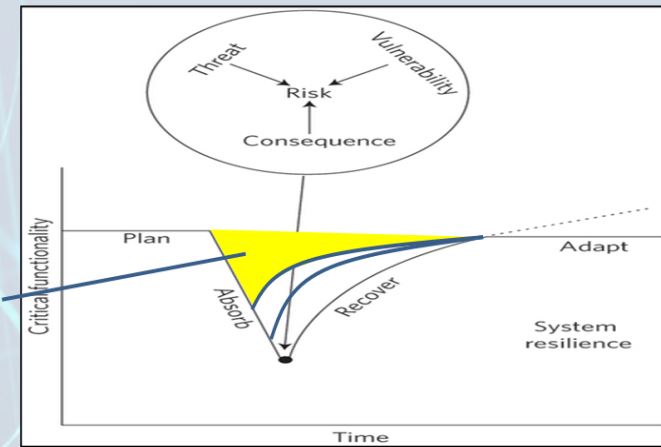 Threat
Vulnerability
Risk
Consequence
Critical functionality
Plan
Absorb
Recover
Adapt
System
resilience
Time